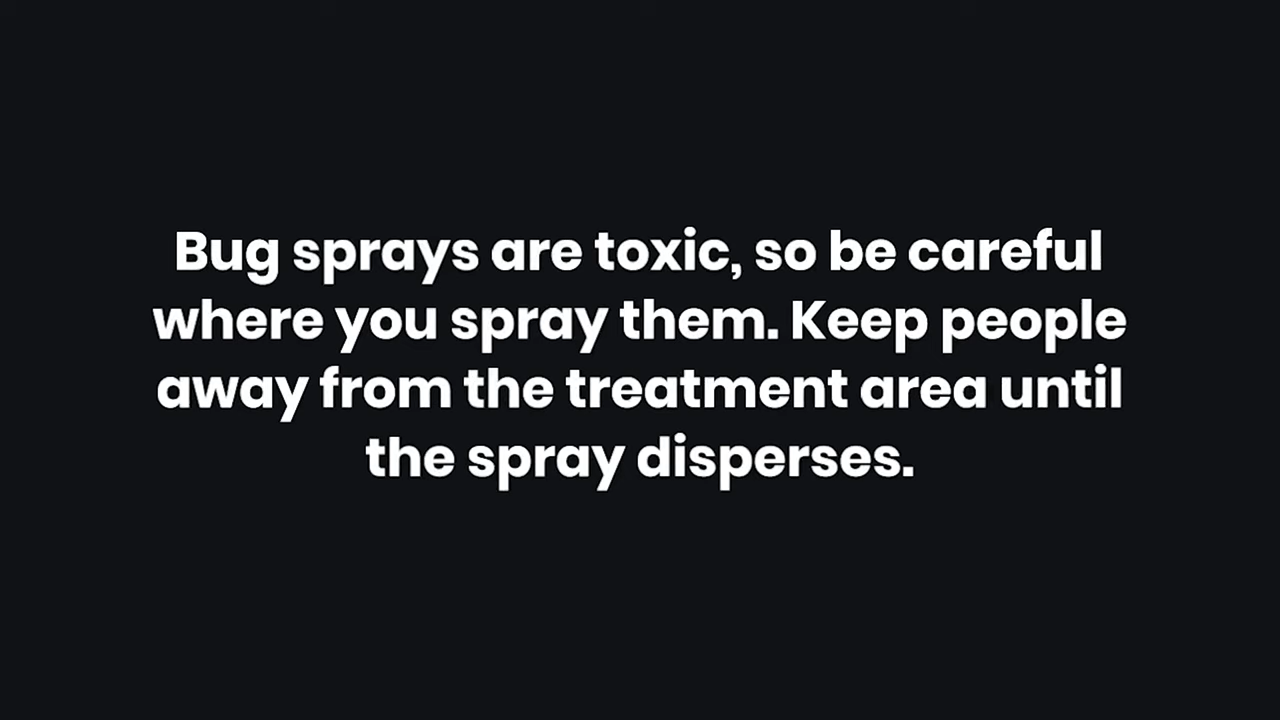 Bug sprays are toxic, so be careful
where you spray them. Keep people
away from the treatment area until
the spray disperses.